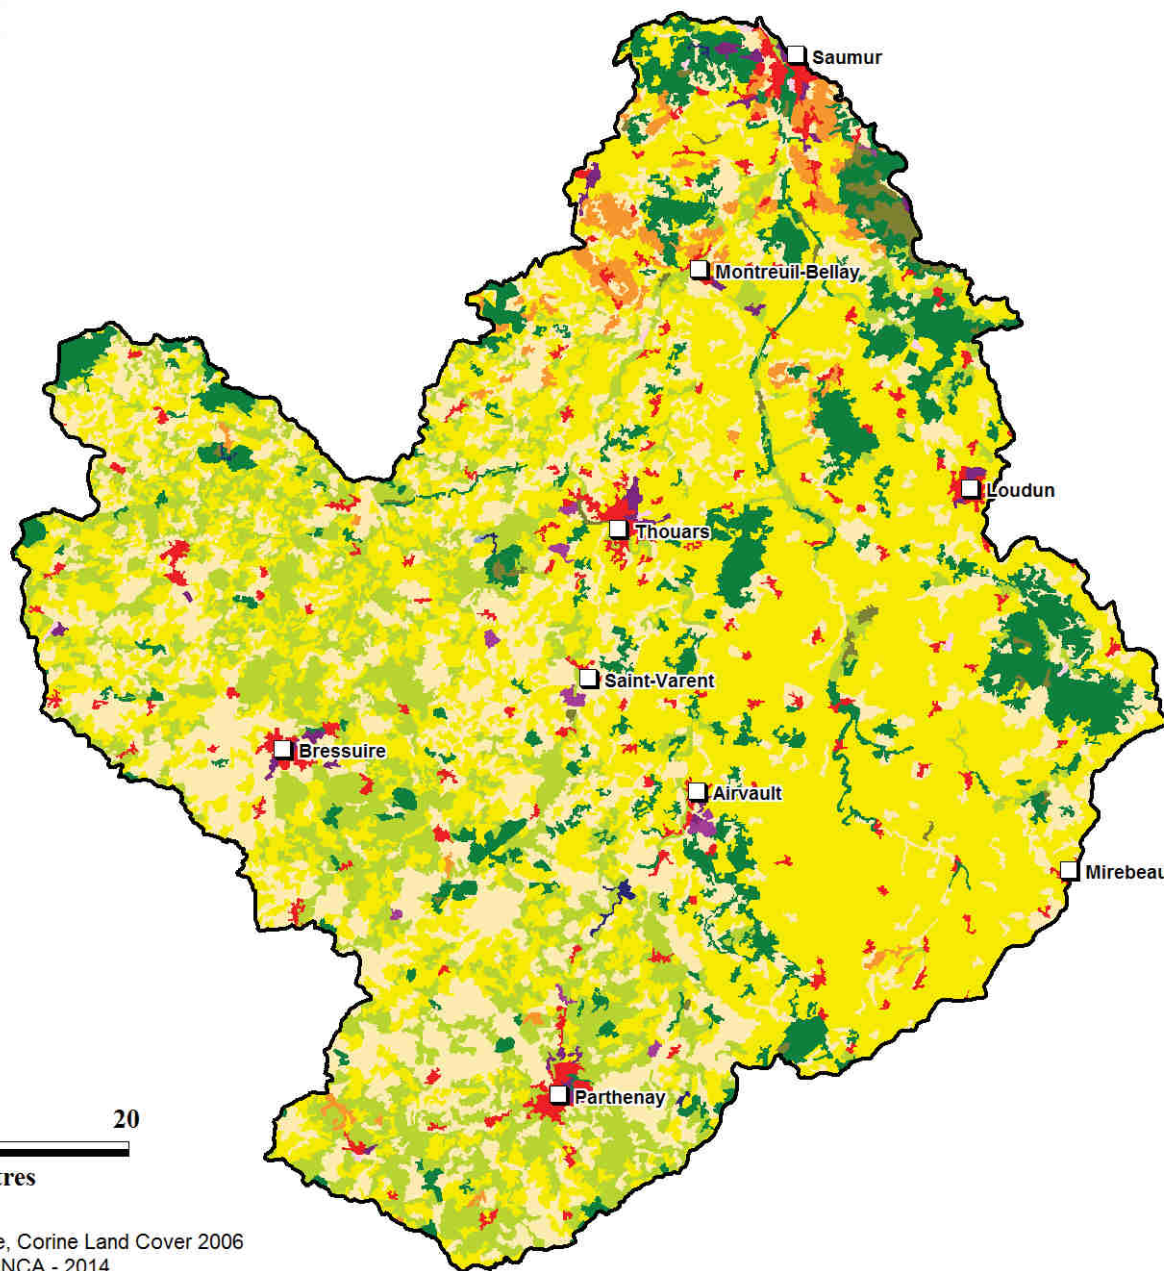 Saumur
Montreuil-Bellay
Loudun
Thouars
Saint-Varent
Bressuire
Airvault
Mirebeau
Parthenay
20
tres
e, Corine Land Cover 2006
NCA - 2014